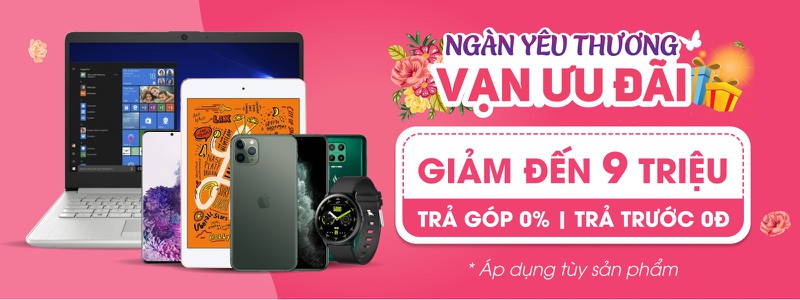 NGÀN YÊU THƯƠNG
VẠN ƯU ĐÃI
GIẢM ĐẾN 9 TRIỆU
TRẢ GÓP 0% | TRẢ TRƯỚC 0Đ
* Áp dụng tùy sản phẩm